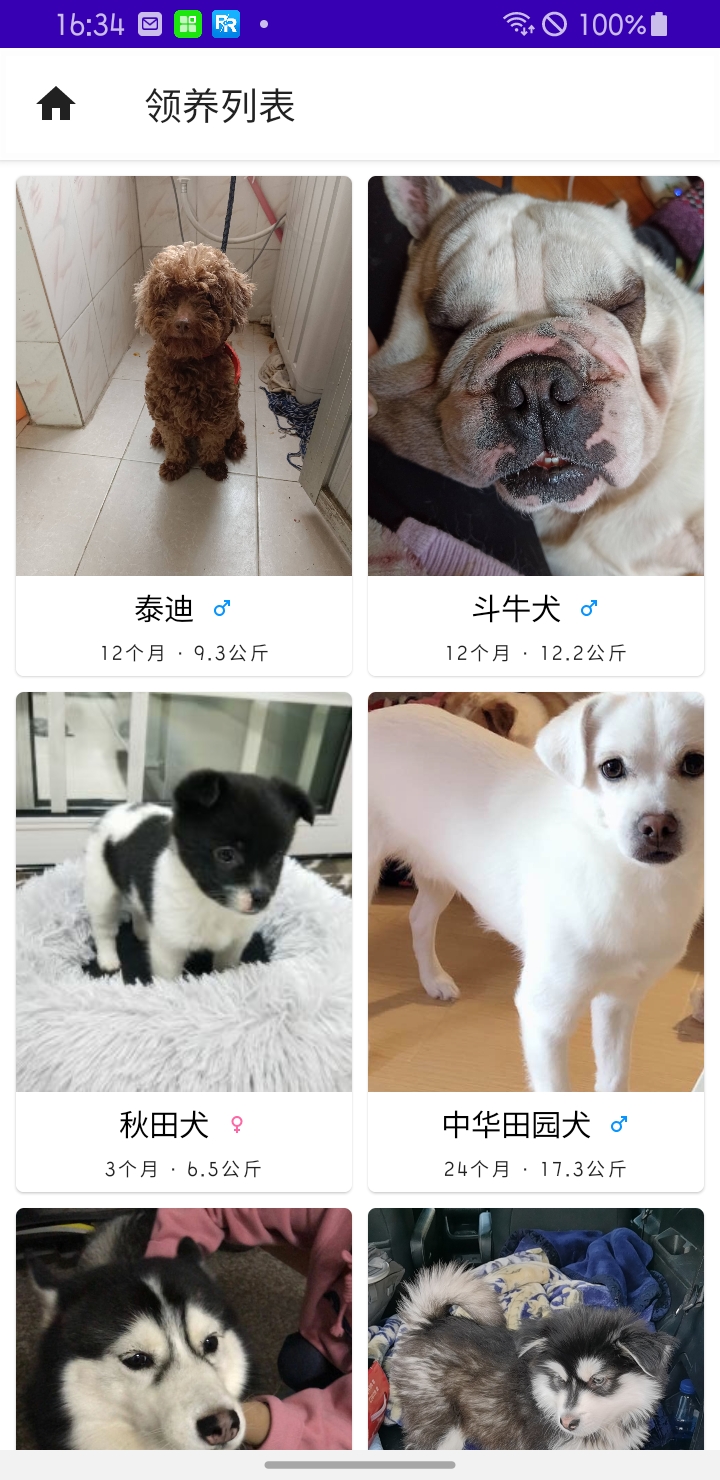 16:34
100%
领养列表
泰迪 ♂
12个月 · 9.3公斤
斗牛犬 ♂
12个月 · 12.2公斤
秋田犬 ♀
3个月 · 6.5公斤
中华田园犬 ♂
24个月 · 17.3公斤